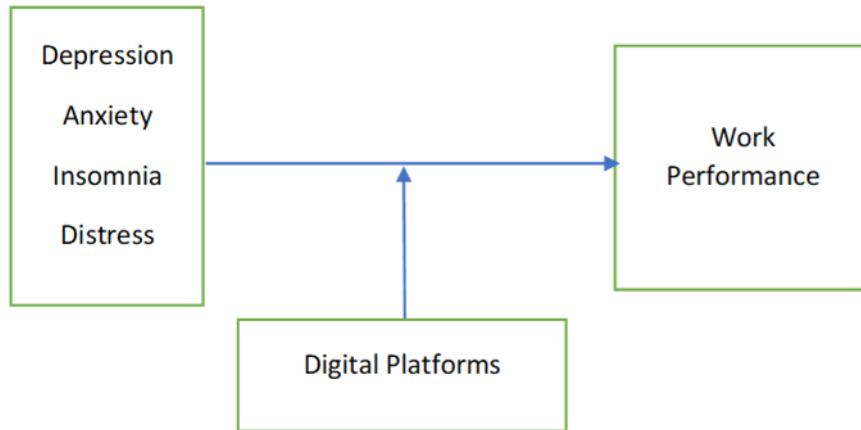 Depression
Anxiety
Insomnia
Distress
Work
Performance
Digital Platforms